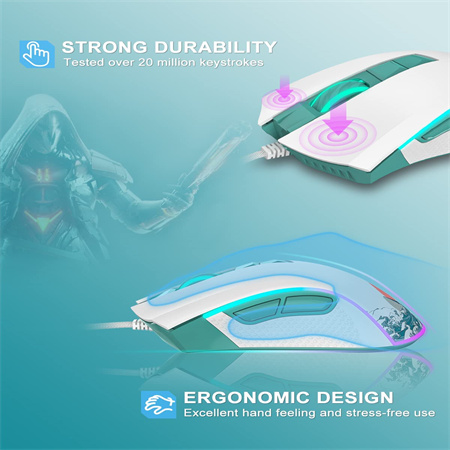 STRONG DURABILITY
Tested over 20 million keystrokes
ERGONOMIC DESIGN
Excellent hand feeling and stress-free use